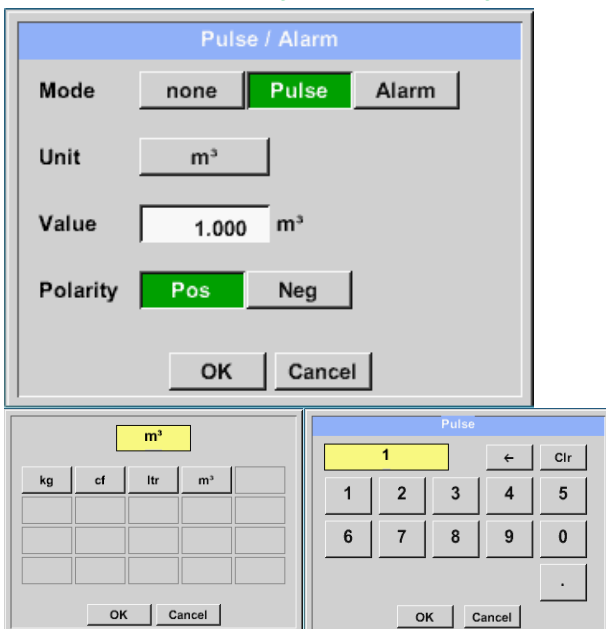 Pulse / Alarm
Mode none Pulse Alarm
Unit m³
Value 1.000 m³
Polarity Pos Neg
OK Cancel
m³
kg cf ltr m³
OK Cancel
Pulse
1 ← Clr
1 2 3 4 5
6 7 8 9 0
.
OK Cancel